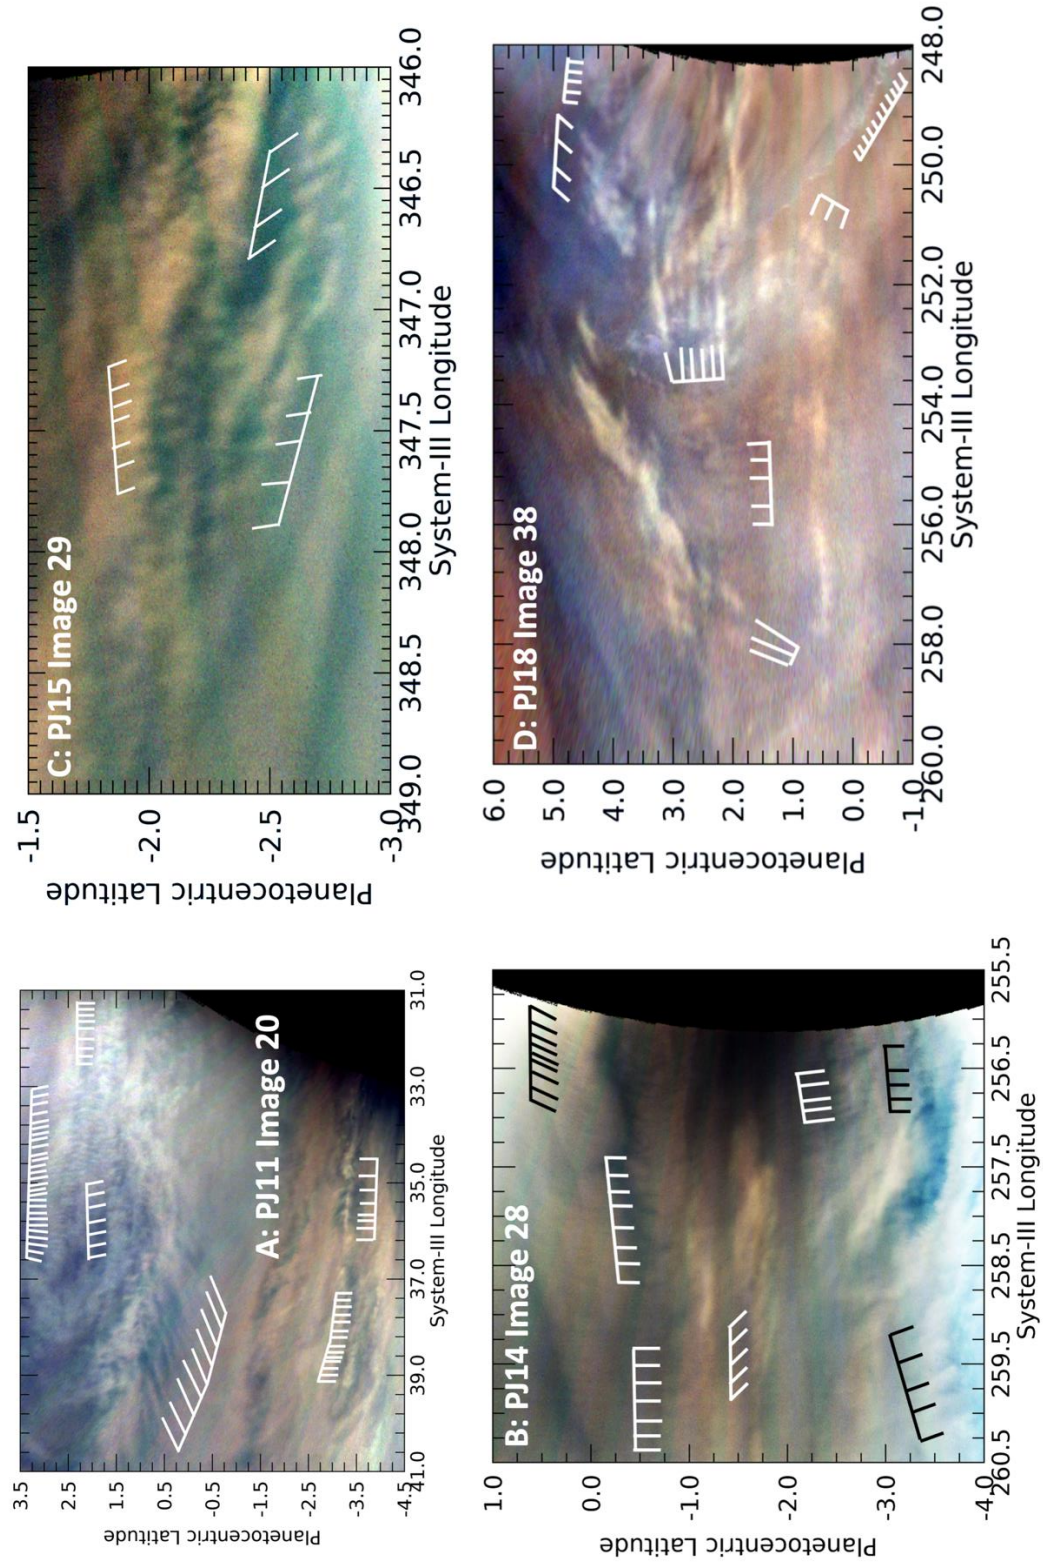 A: PJ11 Image 20
Planetocentric Latitude
3.5
2.5
1.5
0.5
-0.5
-1.5
-2.5
-3.5
-4.5
41.0 39.0 37.0 35.0 33.0 31.0
System-III Longitude
B: PJ14 Image 28
Planetocentric Latitude
1.0
0.0
-1.0
-2.0
-3.0
-4.0
260.5 259.5 258.5 257.5 256.5 255.5
System-III Longitude
C: PJ15 Image 29
Planetocentric Latitude
-1.5
-2.0
-2.5
-3.0
349.0 348.5 348.0 347.5 347.0 346.5 346.0
System-III Longitude
D: PJ18 Image 38
Planetocentric Latitude
6.0
5.0
4.0
3.0
2.0
1.0
0.0
-1.0
260.0 258.0 256.0 254.0 252.0 250.0 248.0
System-III Longitude